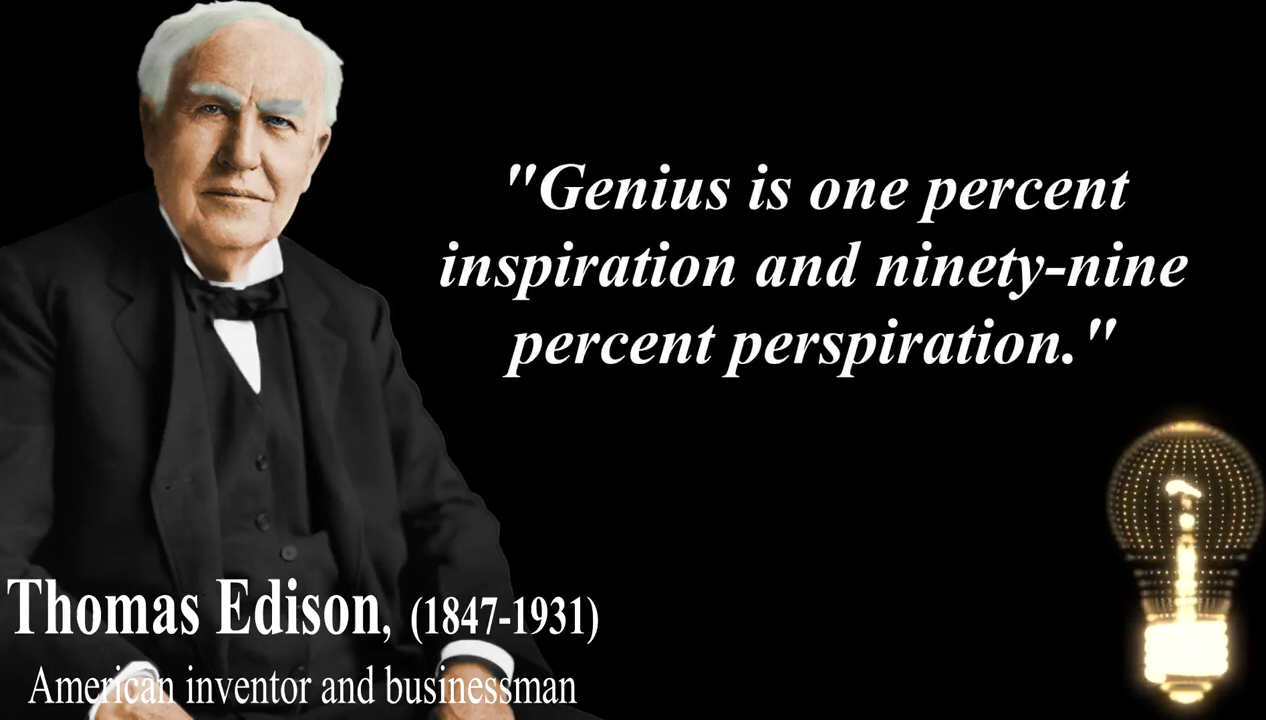 "Genius is one percent
inspiration and ninety-nine
percent perspiration."
Thomas Edison, (1847-1931)
American inventor and businessman